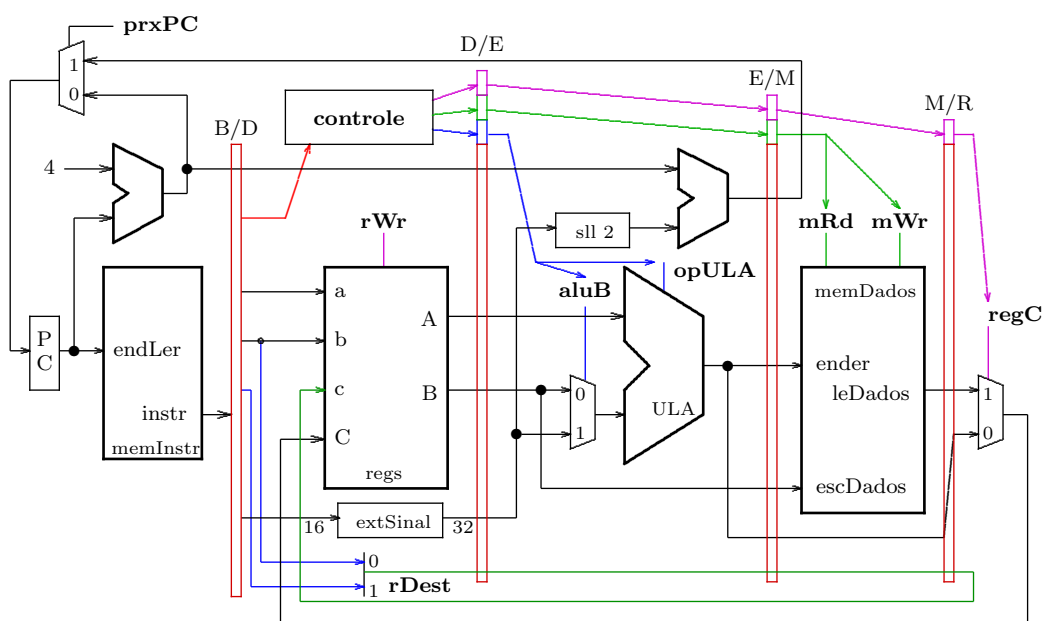 prxPC
D/E
1
E/M
0
M/R
controle
B/D
4
rWr
sll 2
mRd
mWr
opULA
aluB
regC
a
memDados
P
C
A
endLer
b
ender
c
B
0
leDados
1
instr
ULA
C
1
0
memInstr
regs
escDados
16
extSinal
32
0
1
rDest